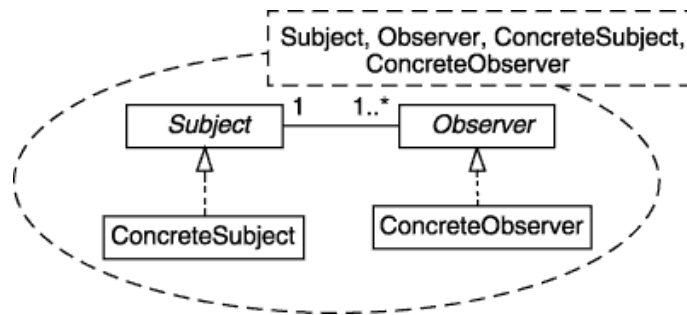 Subject, Observer, ConcreteSubject,
ConcreteObserver
Subject 1 1..* Observer
ConcreteSubject ConcreteObserver